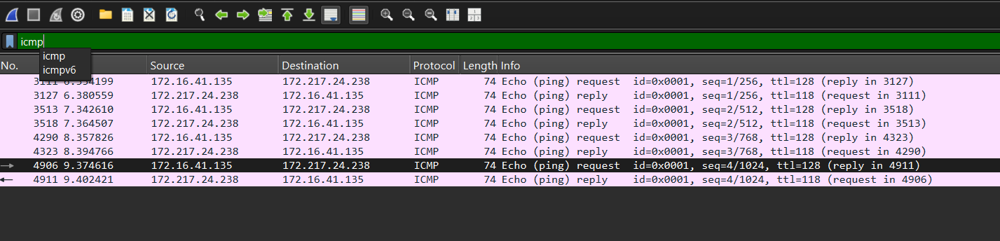 icmp
icmp
icmpv6
No. Source Destination Protocol Length Info
3111 6.354199 172.16.41.135 172.217.24.238 ICMP 74 Echo (ping) request id=0x0001, seq=1/256, ttl=128 (reply in 3127)
3127 6.380559 172.217.24.238 172.16.41.135 ICMP 74 Echo (ping) reply id=0x0001, seq=1/256, ttl=118 (request in 3111)
3513 7.342610 172.16.41.135 172.217.24.238 ICMP 74 Echo (ping) request id=0x0001, seq=2/512, ttl=128 (reply in 3518)
3518 7.364507 172.217.24.238 172.16.41.135 ICMP 74 Echo (ping) reply id=0x0001, seq=2/512, ttl=118 (request in 3513)
4290 8.357826 172.16.41.135 172.217.24.238 ICMP 74 Echo (ping) request id=0x0001, seq=3/768, ttl=128 (reply in 4323)
4323 8.394766 172.217.24.238 172.16.41.135 ICMP 74 Echo (ping) reply id=0x0001, seq=3/768, ttl=118 (request in 4290)
4906 9.374616 172.16.41.135 172.217.24.238 ICMP 74 Echo (ping) request id=0x0001, seq=4/1024, ttl=128 (reply in 4911)
4911 9.402421 172.217.24.238 172.16.41.135 ICMP 74 Echo (ping) reply id=0x0001, seq=4/1024, ttl=118 (request in 4906)